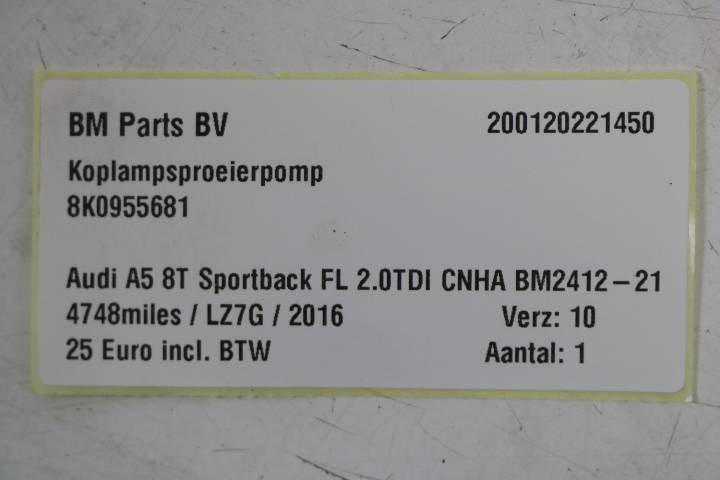 BM Parts BV 200120221450
Koplampsproeierpomp
8K0955681
Audi A5 8T Sportback FL 2.0TDI CNHA BM2412-21
4748miles / LZ7G / 2016 Verz: 10
25 Euro incl. BTW Aantal: 1